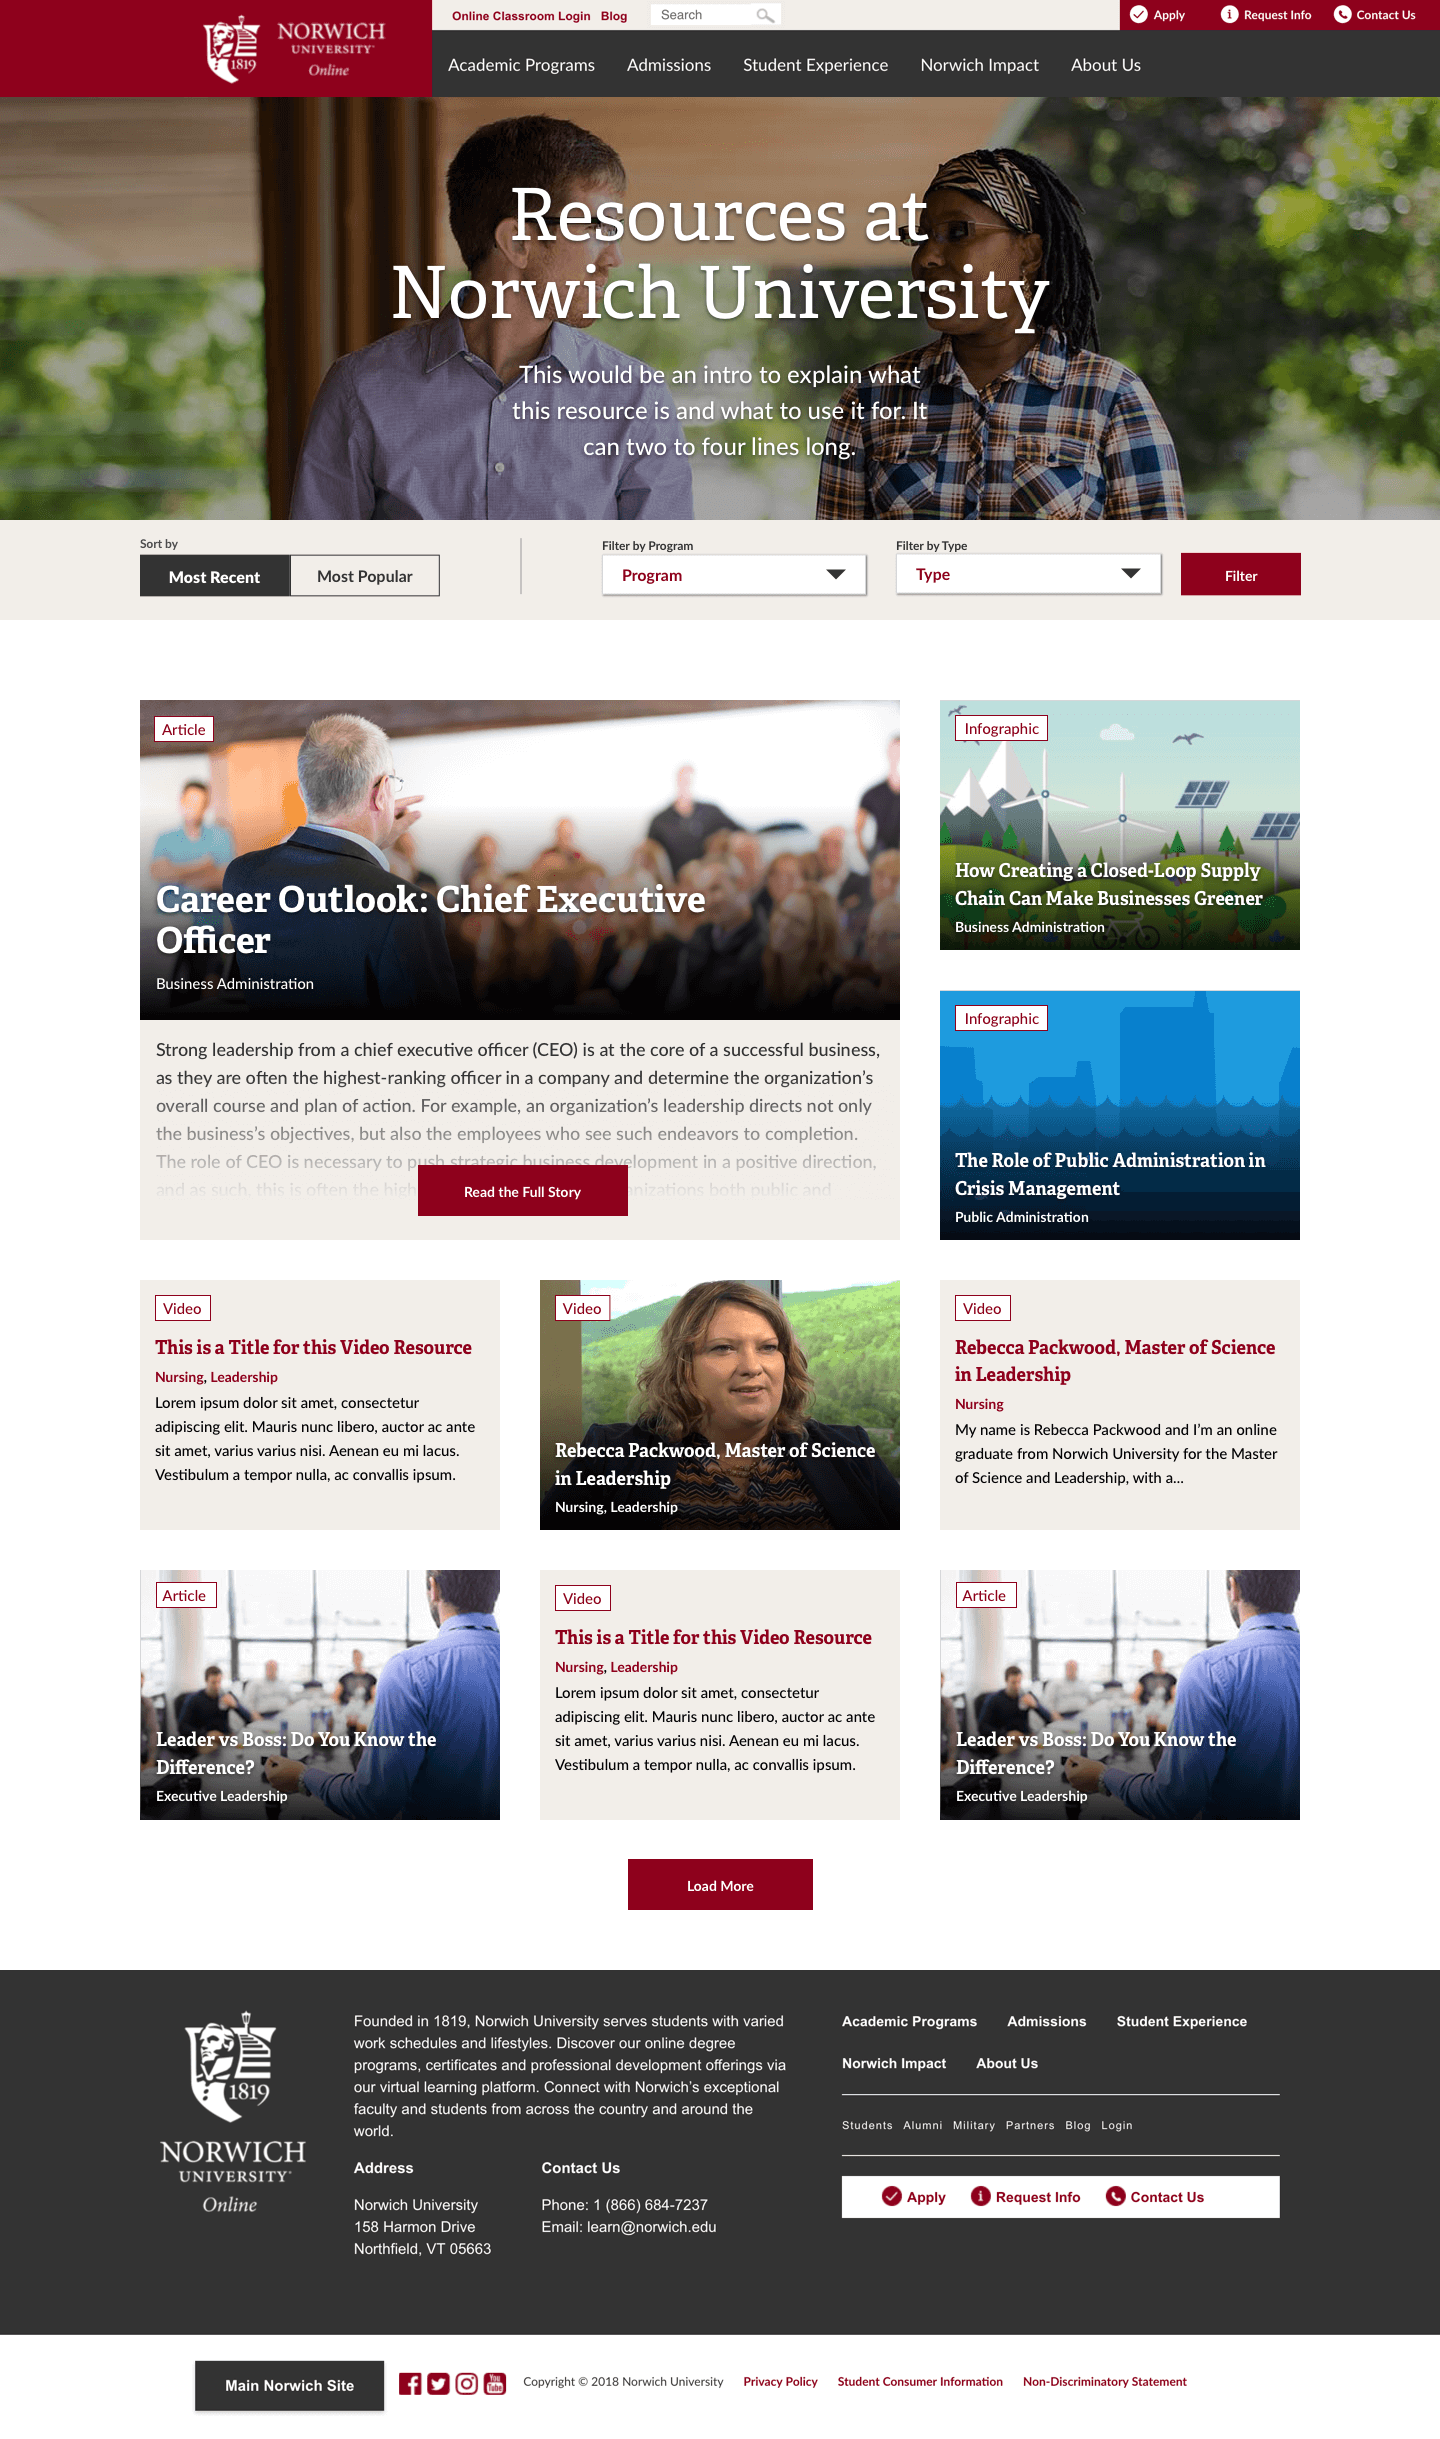 NORWICH
UNIVERSITY
Online
1819
Online Classroom Login Blog
Search
Apply
Request Info
Contact Us
Academic Programs
Admissions
Student Experience
Norwich Impact
About Us
Resources at
Norwich University
This would be an intro to explain what
this resource is and what to use it for. It
can two to four lines long.
Sort by
Most Recent
Most Popular
Filter by Program
Program
Filter by Type
Type
Filter
Article
Career Outlook: Chief Executive
Officer
Business Administration
Strong leadership from a chief executive officer (CEO) is at the core of a successful business,
as they are often the highest-ranking officer in a company and determine the organization’s
overall course and plan of action. For example, an organization’s leadership directs not only
the business’s objectives, but also the employees who see such endeavors to completion.
The role of CEO is necessary to push strategic business development in a positive direction,
and as such, this is often the high
both public and
Read the Full Story
Infographic
How Creating a Closed-Loop Supply
Chain Can Make Businesses Greener
Business Administration
Infographic
The Role of Public Administration in
Crisis Management
Public Administration
Video
This is a Title for this Video Resource
Nursing, Leadership
Lorem ipsum dolor sit amet, consectetur
adipiscing elit. Mauris nunc libero, auctor ac ante
sit amet, varius varius nisi. Aenean eu mi lacus.
Vestibulum a tempor nulla, ac convallis ipsum.
Video
Rebecca Packwood, Master of Science
in Leadership
Nursing, Leadership
Video
Rebecca Packwood, Master of Science
in Leadership
Nursing
My name is Rebecca Packwood and I’m an online
graduate from Norwich University for the Master
of Science and Leadership, with a...
Article
Leader vs Boss: Do You Know the
Difference?
Executive Leadership
Video
This is a Title for this Video Resource
Nursing, Leadership
Lorem ipsum dolor sit amet, consectetur
adipiscing elit. Mauris nunc libero, auctor ac ante
sit amet, varius varius nisi. Aenean eu mi lacus.
Vestibulum a tempor nulla, ac convallis ipsum.
Article
Leader vs Boss: Do You Know the
Difference?
Executive Leadership
Load More
1819
NORWICH
UNIVERSITY
Online
Founded in 1819, Norwich University serves students with varied
work schedules and lifestyles. Discover our online degree
programs, certificates and professional development offerings via
our virtual learning platform. Connect with Norwich’s exceptional
faculty and students from across the country and around the
world.
Address
Norwich University
158 Harmon Drive
Northfield, VT 05663
Contact Us
Phone: 1 (866) 684-7237
Email: learn@norwich.edu
Academic Programs
Admissions
Student Experience
Norwich Impact
About Us
Students Alumni Military Partners Blog Login
Apply
Request Info
Contact Us
Main Norwich Site
You Tube
Copyright © 2018 Norwich University
Privacy Policy
Student Consumer Information
Non-Discriminatory Statement